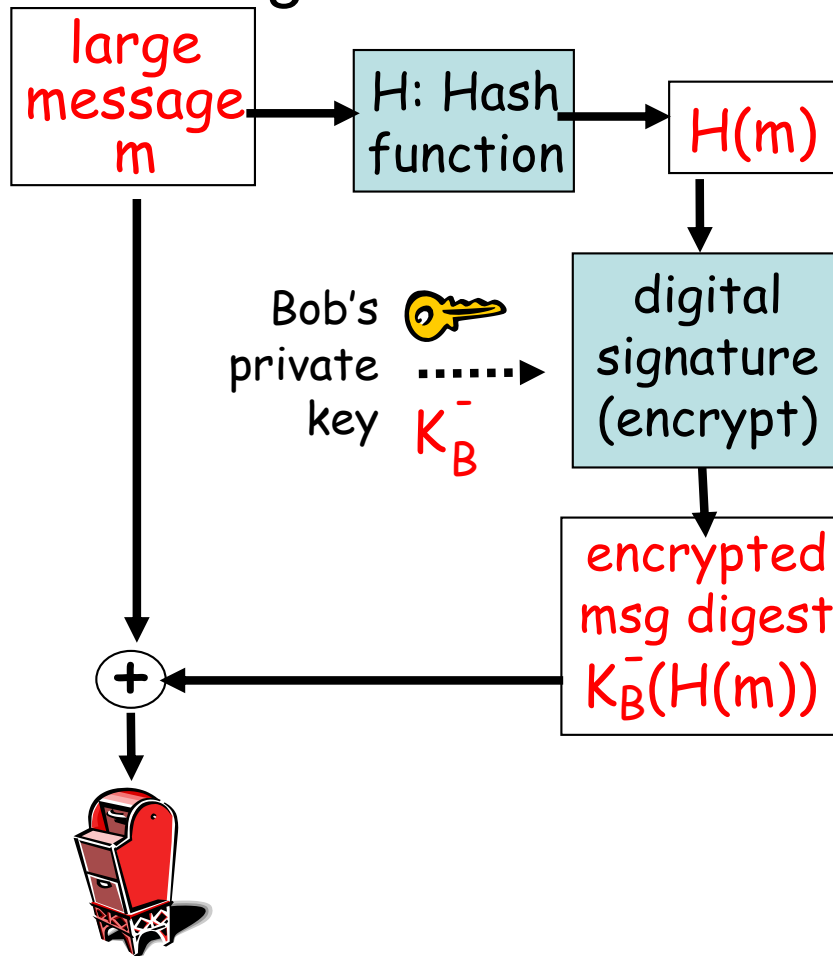 large
message
m
H: Hash
function
H(m)
Bob's
private
key
K_B^-
digital
signature
(encrypt)
encrypted
msg digest
K_B^-(H(m))
+